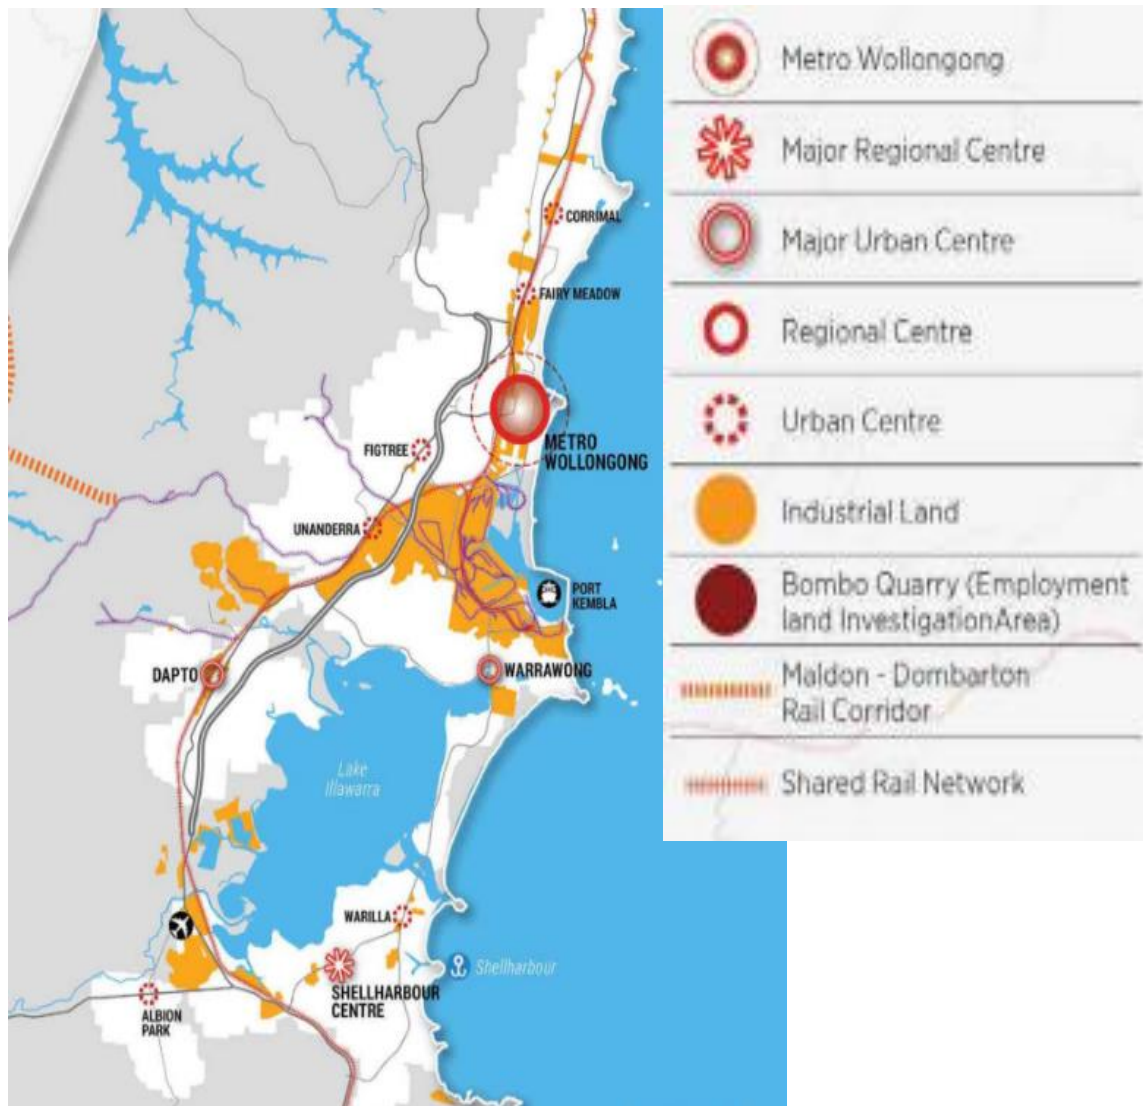 CORRIMAL
FAIRY MEADOW
FIGTREE
METRO
WOLLONGONG
UNANDERRA
PORT
KEMBLA
DAPTO
WARRAWONG
Lake
Illawarra
WARILLA
Shellharbour
SHELLHARBOUR
CENTRE
ALBION
PARK
Metro Wollongong
Major Regional Centre
Major Urban Centre
Regional Centre
Urban Centre
Industrial Land
Bombo Quarry (Employment
land InvestigationArea)
Maldon - Dombarton
Rail Corridor
Shared Rail Network